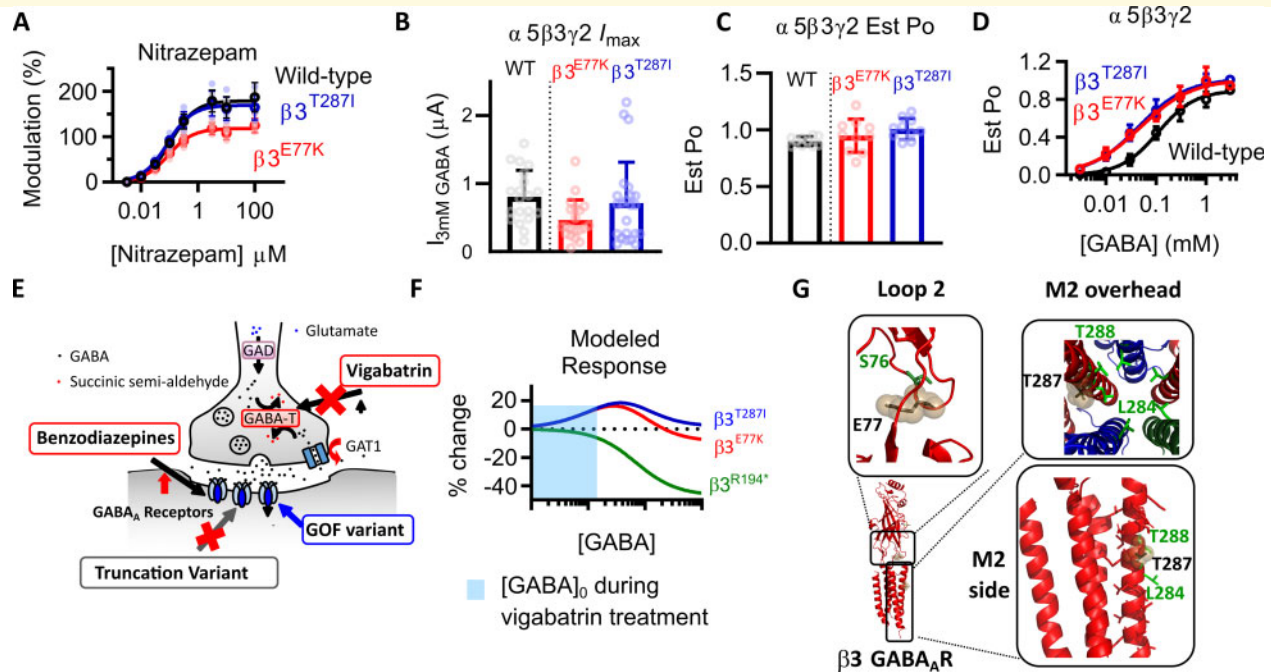 A
Nitrazepam
Modulation (%)
200
100
0
0.01
1
100
[Nitrazepam] μM
Wild-type
β3T287I
β3E77K
B
α 5β3γ2 Imax
WT
β3E77K
β3T287I
I3mM GABA (μA)
2
1
0
C
α 5β3γ2 Est Po
WT
β3E77K
β3T287I
Est Po
1.5
1.0
0.5
0.0
D
α 5β3γ2
β3T287I
β3E77K
Wild-type
Est Po
1.2
0.8
0.4
0.0
0.01
0.1
1
[GABA] (mM)
E
Glutamate
GABA
Succinic semi-aldehyde
GAD
Vigabatrin
GABA-T
Benzodiazepines
GAT1
GABAA Receptors
GOF variant
Truncation Variant
F
Modeled
Response
% change
20
0
-20
-40
β3T287I
β3E77K
β3R194*
[GABA]
[GABA]0 during
vigabatrin treatment
G
Loop 2
S76
E77
M2 overhead
T288
T287
L284
M2
side
T288
T287
L284
β3 GABAAR